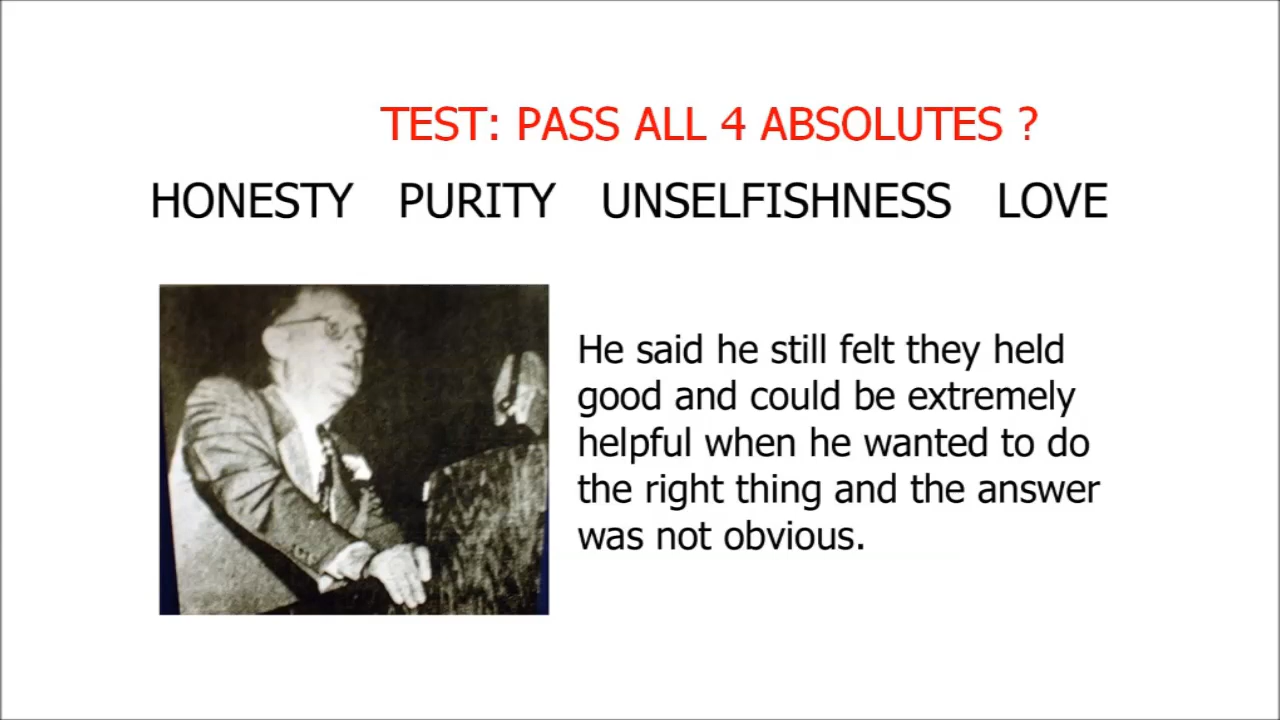 TEST: PASS ALL 4 ABSOLUTES ?
HONESTY PURITY UNSELFISHNESS LOVE
He said he still felt they held
good and could be extremely
helpful when he wanted to do
the right thing and the answer
was not obvious.